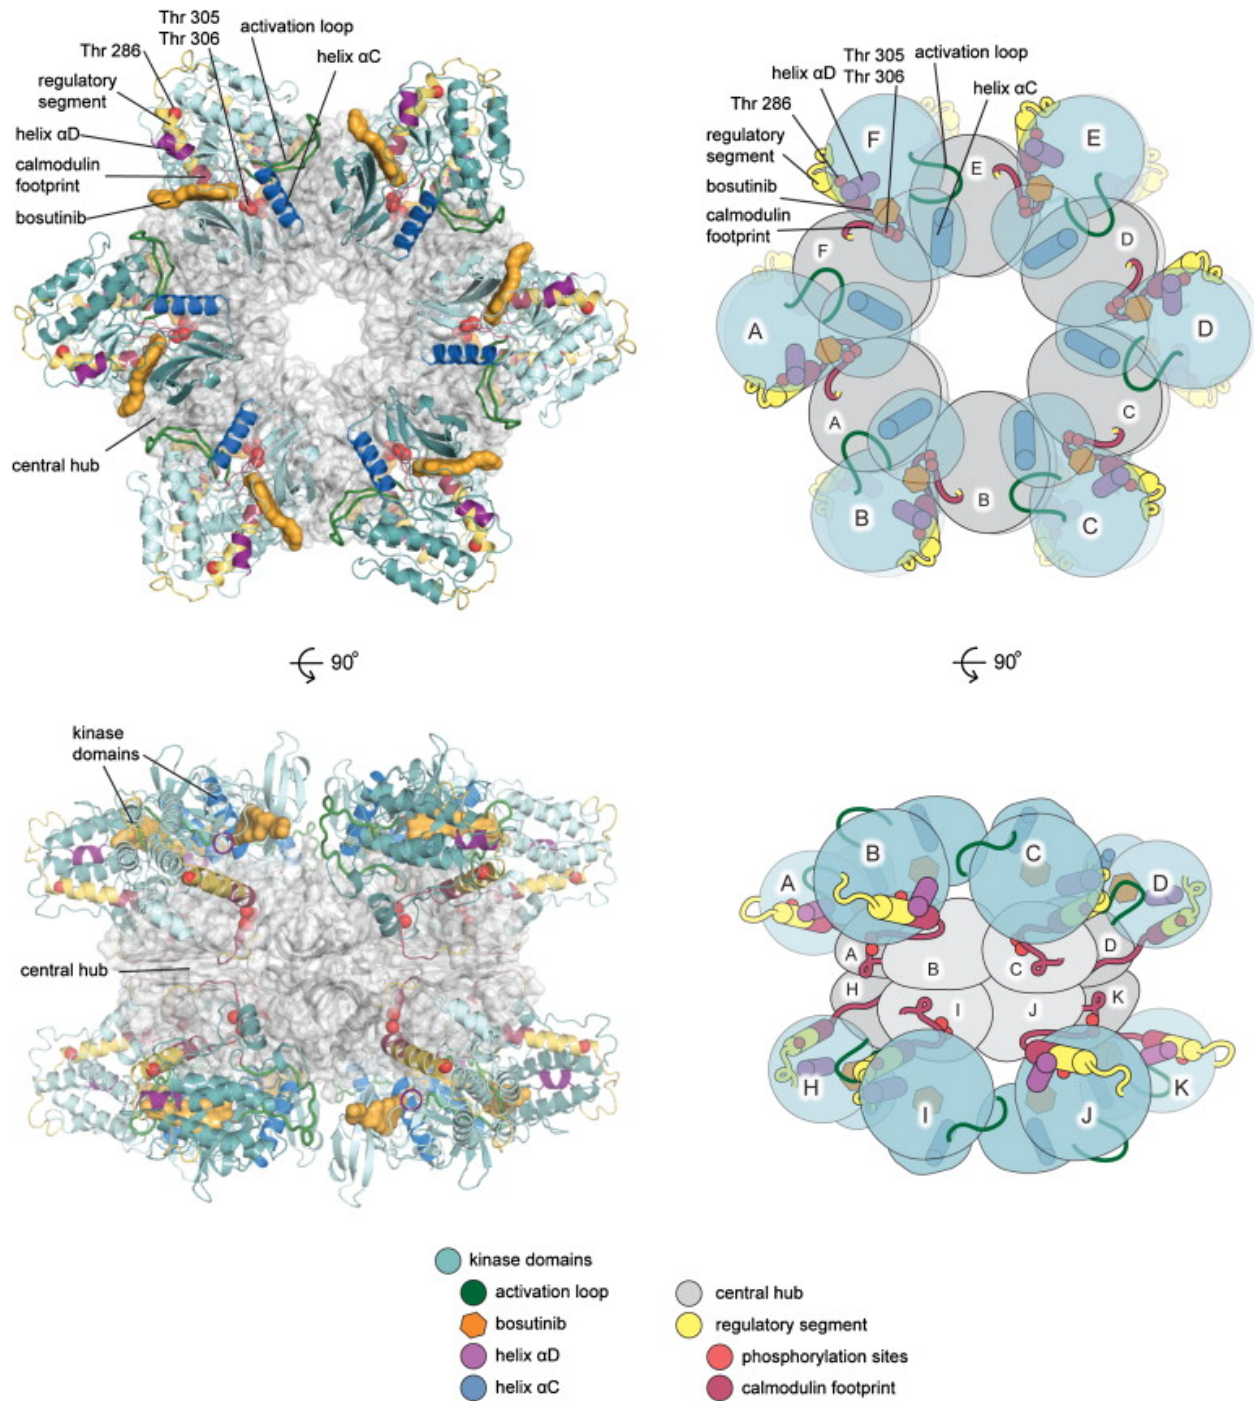 Thr 305
Thr 306
activation loop
Thr 286
helix αC
regulatory
segment
helix αD
calmodulin
footprint
bosutinib
central hub
Thr 305
Thr 306
activation loop
helix αD
helix αC
Thr 286
regulatory
segment
bosutinib
calmodulin
footprint
F
E
E
F
D
A
D
A
C
B
B
C
90°
90°
kinase
domains
central hub
B
C
A
D
A
B
C
D
H
I
J
K
H
I
J
K
kinase domains
activation loop
bosutinib
helix αD
helix αC
central hub
regulatory segment
phosphorylation sites
calmodulin footprint